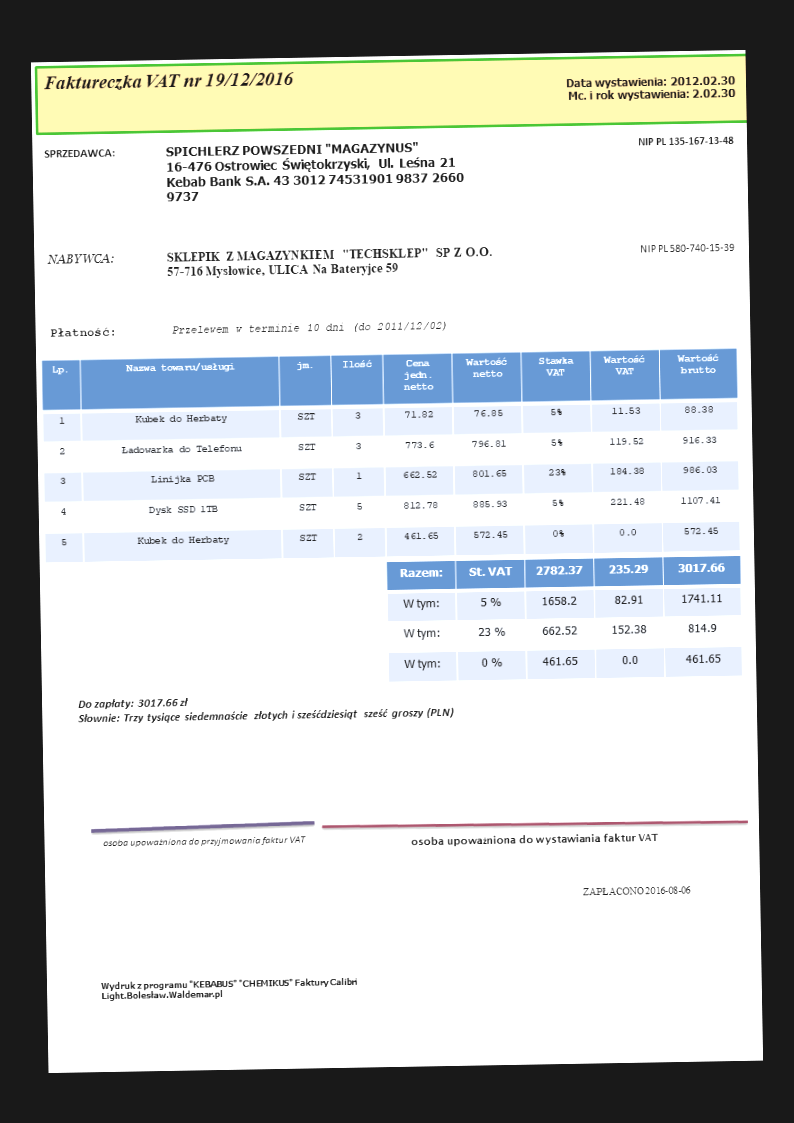 Faktureczka VAT nr 19/12/2016
Data wystawienia: 2012.02.30
Mc. i rok wystawienia: 2.02.30
SPRZEDAWCA:
SPICHLERZ POWSZEDNI "MAGAZYNUS"
NIP PL 135-167-13-48
16-476 Ostrowiec Świętokrzyski, Ul. Leśna 21
Kebab Bank S.A. 43 3012 74531901 9837 2660
9737
NABYWCA:
SKLEPIK Z MAGAZYNKIEM "TECHSKLEP" SP Z O.O.
NIP PL 580-740-15-39
57-716 Mysłowice, ULICA Na Bateryjce 59
Płatność:
Przelewem w terminie 10 dni (do 2011/12/02)
Lp. Nazwa towaru/usługi jm. Ilość Cena jedn. netto Wartość netto Stawka VAT Wartość VAT Wartość brutto
1 Kubek do Herbaty SZT 3 71.82 76.85 5% 11.53 88.38
2 Ładowarka do Telefonu SZT 3 773.6 796.81 5% 119.52 916.33
3 Linijka PCB SZT 1 662.52 801.65 23% 184.38 986.03
4 Dysk SSD 1TB SZT 5 812.78 885.93 5% 221.48 1107.41
5 Kubek do Herbaty SZT 2 461.65 572.45 0% 0.0 572.45
Razem: St. VAT 2782.37 235.29 3017.66
W tym: 5 % 1658.2 82.91 1741.11
W tym: 23 % 662.52 152.38 814.9
W tym: 0 % 461.65 0.0 461.65
Do zapłaty: 3017.66 zł
Słownie: Trzy tysiące siedemnaście złotych i sześćdziesiąt sześć groszy (PLN)
osoba upoważniona do przyjmowania faktur VAT
osoba upoważniona do wystawiania faktur VAT
ZAPŁACONO 2016-08-06
Wydruk z programu "KEBABUS" "CHEMIKUS" Faktury Calibri
Light.Bolesław.Waldemar.pl